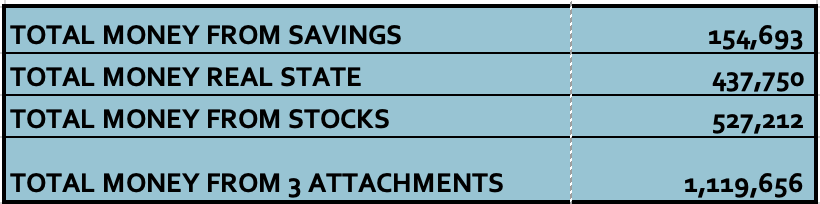 TOTAL MONEY FROM SAVINGS 154,693
TOTAL MONEY REAL STATE 437,750
TOTAL MONEY FROM STOCKS 527,212
TOTAL MONEY FROM 3 ATTACHMENTS 1,119,656